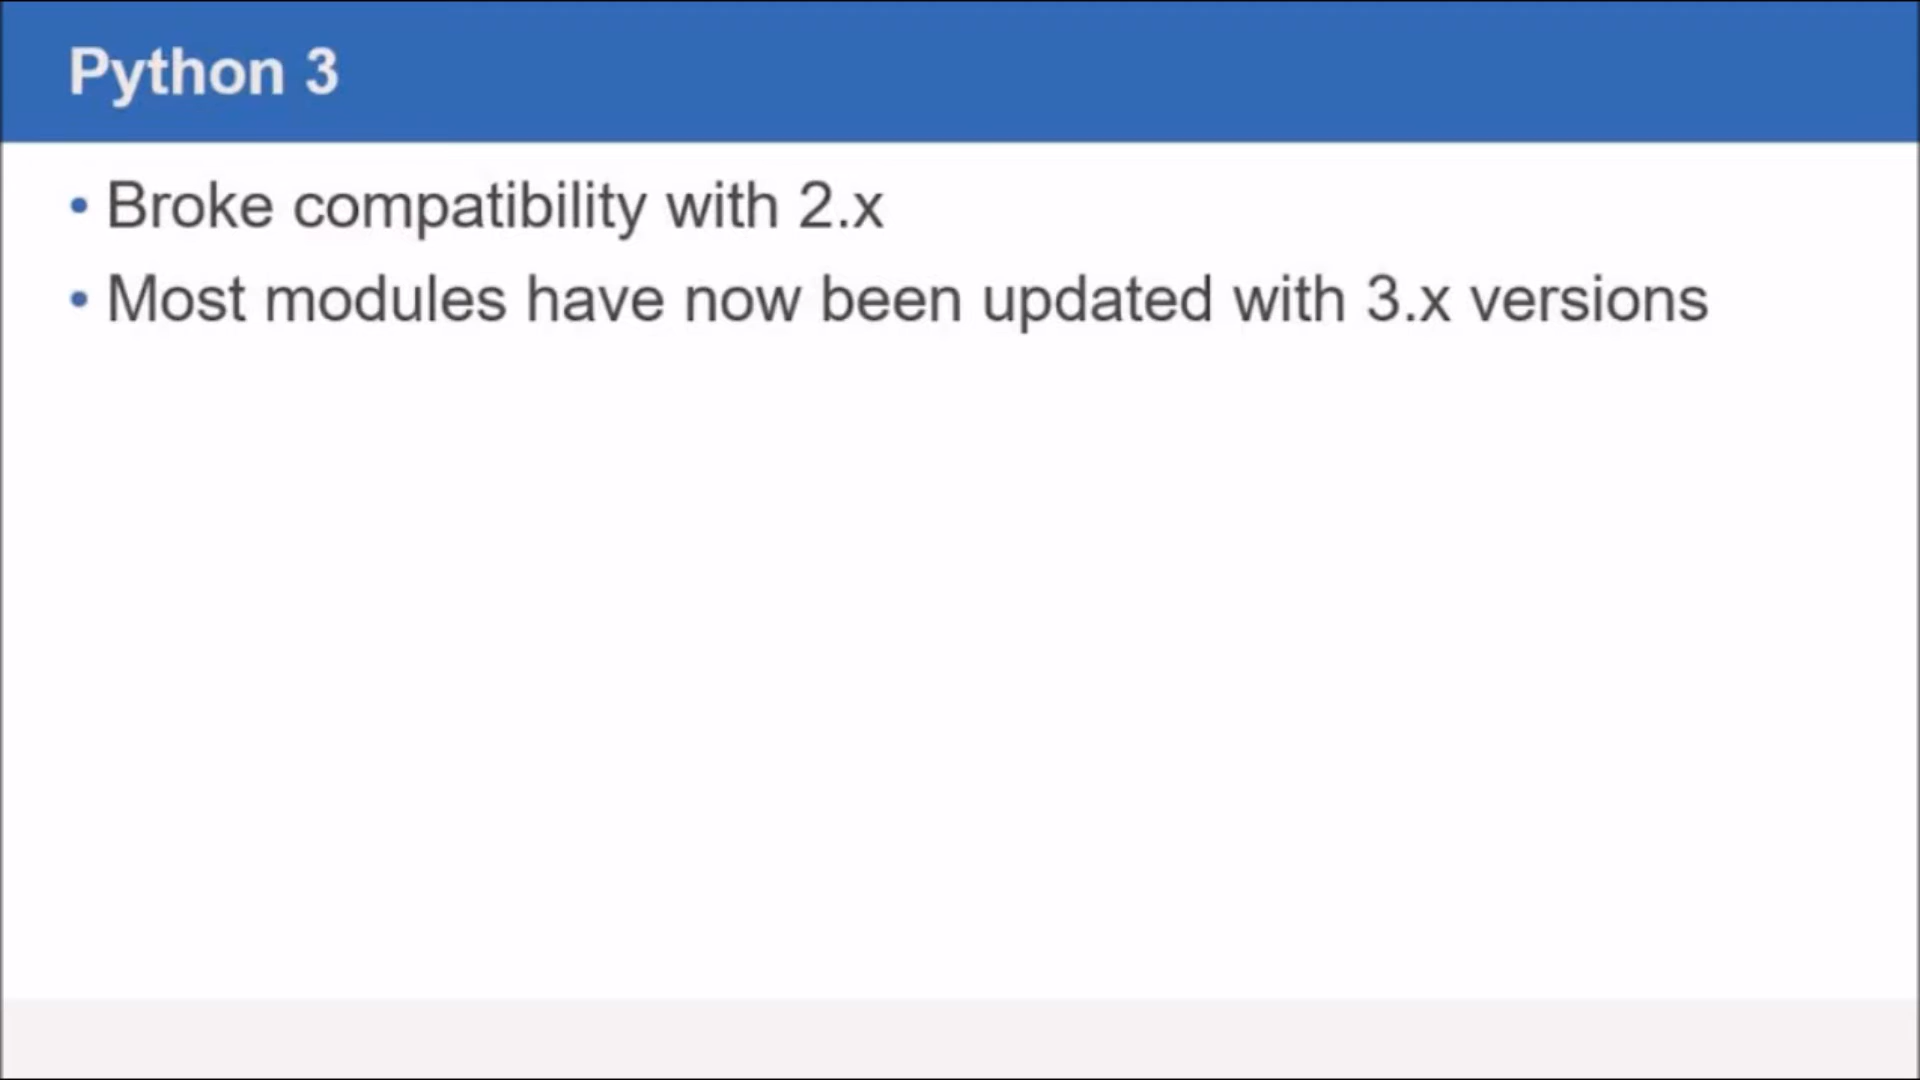 Python 3
• Broke compatibility with 2.x
• Most modules have now been updated with 3.x versions